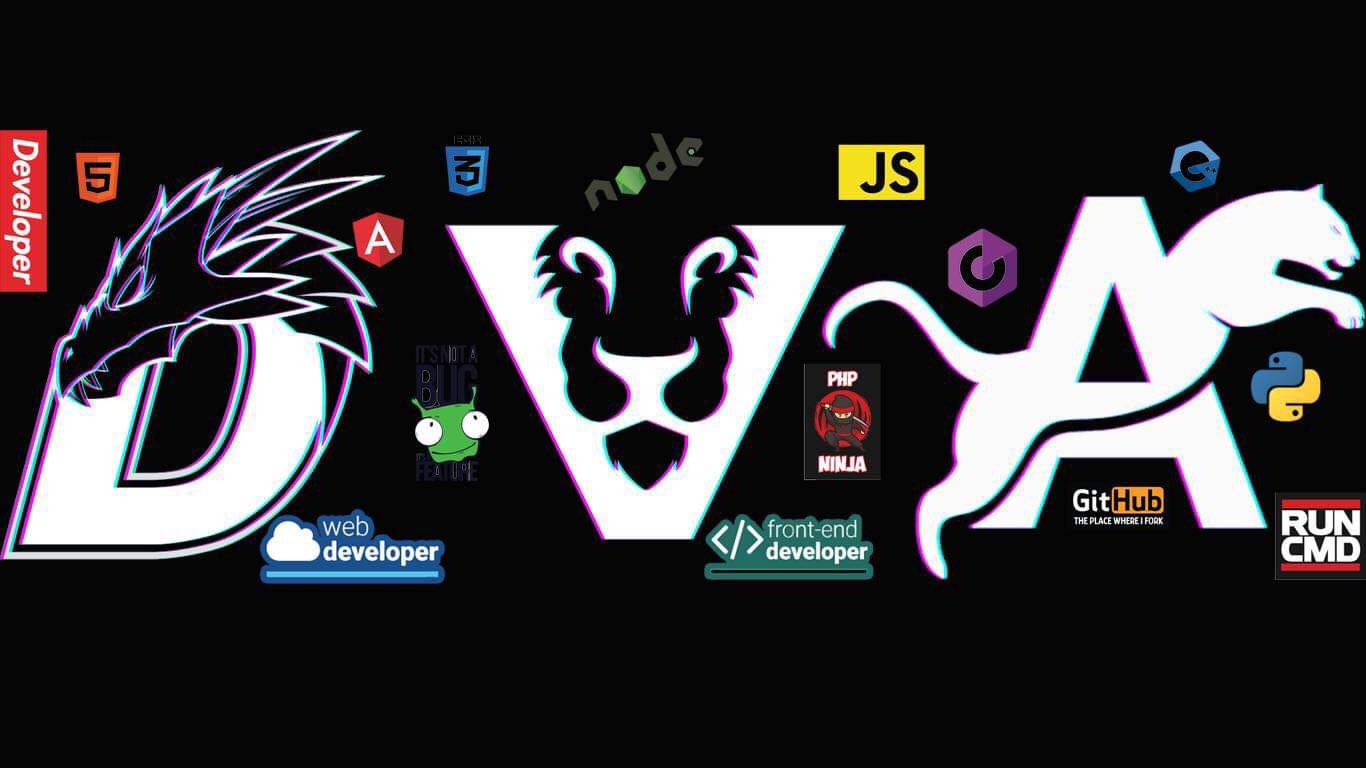 Developer
5
A
3
node
JS
C++
D
V
A
IT'S NOT A
BUG
FEATURE
PHP
NINJA
web
developer
</> front-end
developer
GitHub
THE PLACE WHERE I FORK
RUN
CMD